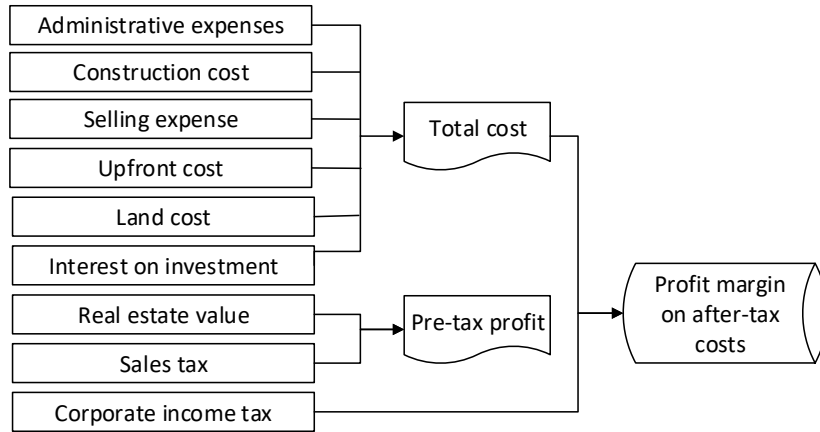 Administrative expenses
Construction cost
Selling expense
Upfront cost
Land cost
Interest on investment
Real estate value
Sales tax
Corporate income tax
Total cost
Pre-tax profit
Profit margin
on after-tax
costs